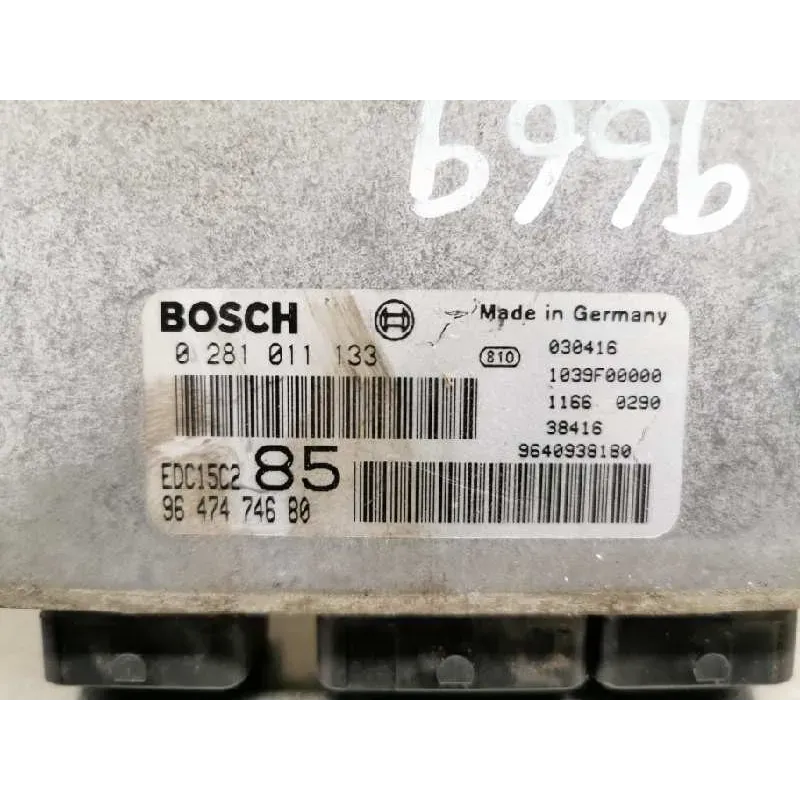 9669
BOSCH
Made in Germany
0 281 011 133
810
030416
1039F00000
1166 0290
38416
EDC15C2 85
9640938180
96 474 746 80